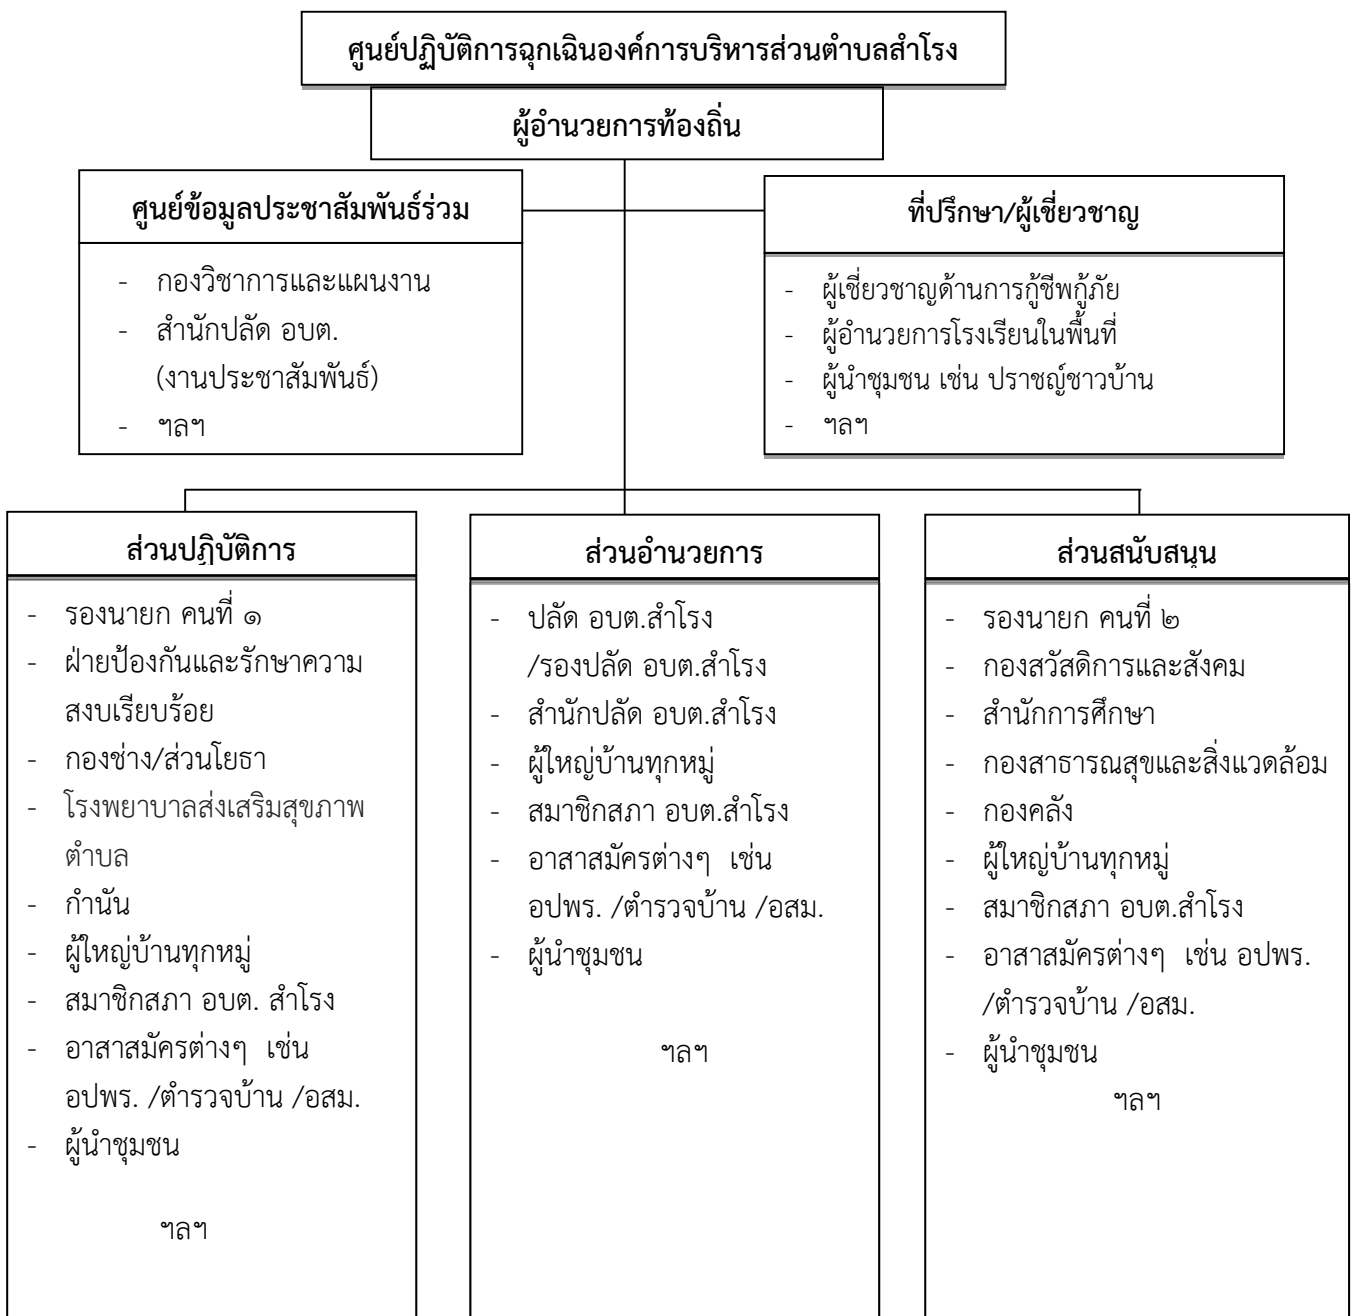 ศูนย์ปฏิบัติการฉุกเฉินองค์การบริหารส่วนตำบลสำโรง
ผู้อำนวยการท้องถิ่น
ศูนย์ข้อมูลประชาสัมพันธ์ร่วม
- กองวิชาการและแผนงาน
- สำนักปลัด อบต.
(งานประชาสัมพันธ์)
- ฯลฯ
ที่ปรึกษา/ผู้เชี่ยวชาญ
- ผู้เชี่ยวชาญด้านการกู้ชีพกู้ภัย
- ผู้อำนวยการโรงเรียนในพื้นที่
- ผู้นำชุมชน เช่น ปราชญ์ชาวบ้าน
- ฯลฯ
ส่วนปฏิบัติการ
- รองนายก คนที่ ๑
- ฝ่ายป้องกันและรักษาความ
สงบเรียบร้อย
- กองช่าง/ส่วนโยธา
- โรงพยาบาลส่งเสริมสุขภาพ
ตำบล
- กำนัน
- ผู้ใหญ่บ้านทุกหมู่
- สมาชิกสภา อบต. สำโรง
- อาสาสมัครต่างๆ เช่น
อปพร. /ตำรวจบ้าน /อสม.
- ผู้นำชุมชน
ฯลฯ
ส่วนอำนวยการ
- ปลัด อบต.สำโรง
/รองปลัด อบต.สำโรง
- สำนักปลัด อบต.สำโรง
- ผู้ใหญ่บ้านทุกหมู่
- สมาชิกสภา อบต.สำโรง
- อาสาสมัครต่างๆ เช่น
อปพร. /ตำรวจบ้าน /อสม.
- ผู้นำชุมชน
ฯลฯ
ส่วนสนับสนุน
- รองนายก คนที่ ๒
- กองสวัสดิการและสังคม
- สำนักการศึกษา
- กองสาธารณสุขและสิ่งแวดล้อม
- กองคลัง
- ผู้ใหญ่บ้านทุกหมู่
- สมาชิกสภา อบต.สำโรง
- อาสาสมัครต่างๆ เช่น อปพร.
/ตำรวจบ้าน /อสม.
- ผู้นำชุมชน
ฯลฯ